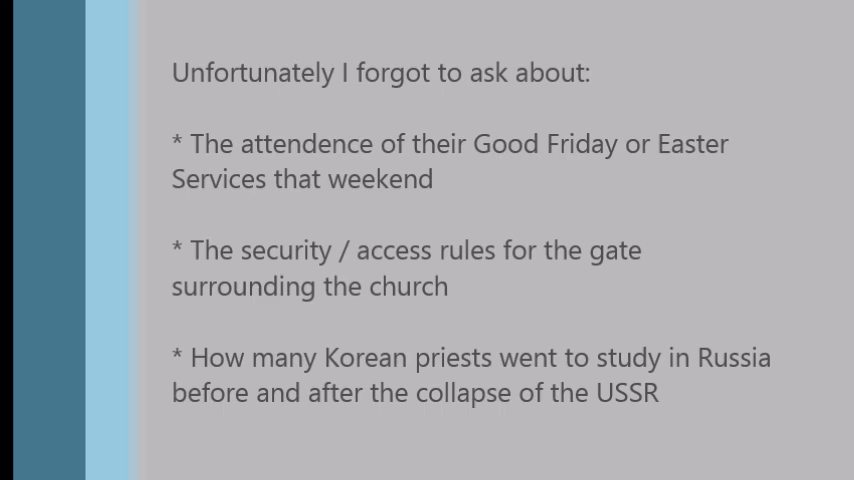 Unfortunately I forgot to ask about:
* The attendence of their Good Friday or Easter
Services that weekend
* The security / access rules for the gate
surrounding the church
* How many Korean priests went to study in Russia
before and after the collapse of the USSR